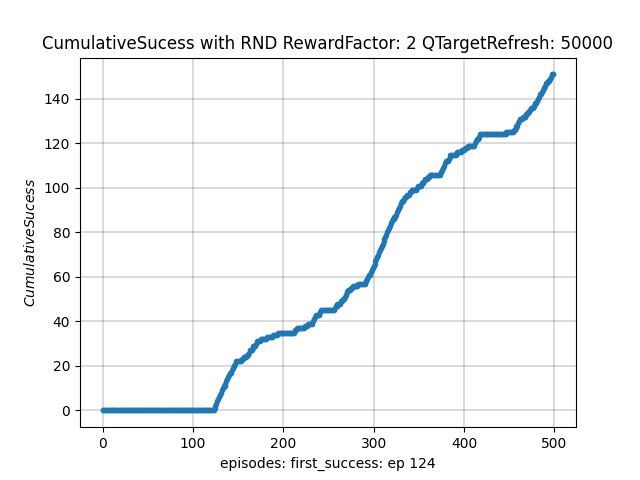 CumulativeSucess with RND RewardFactor: 2 QTargetRefresh: 50000
CumulativeSucess
140
120
100
80
60
40
20
0
0 100 200 300 400 500
episodes: first_success: ep 124